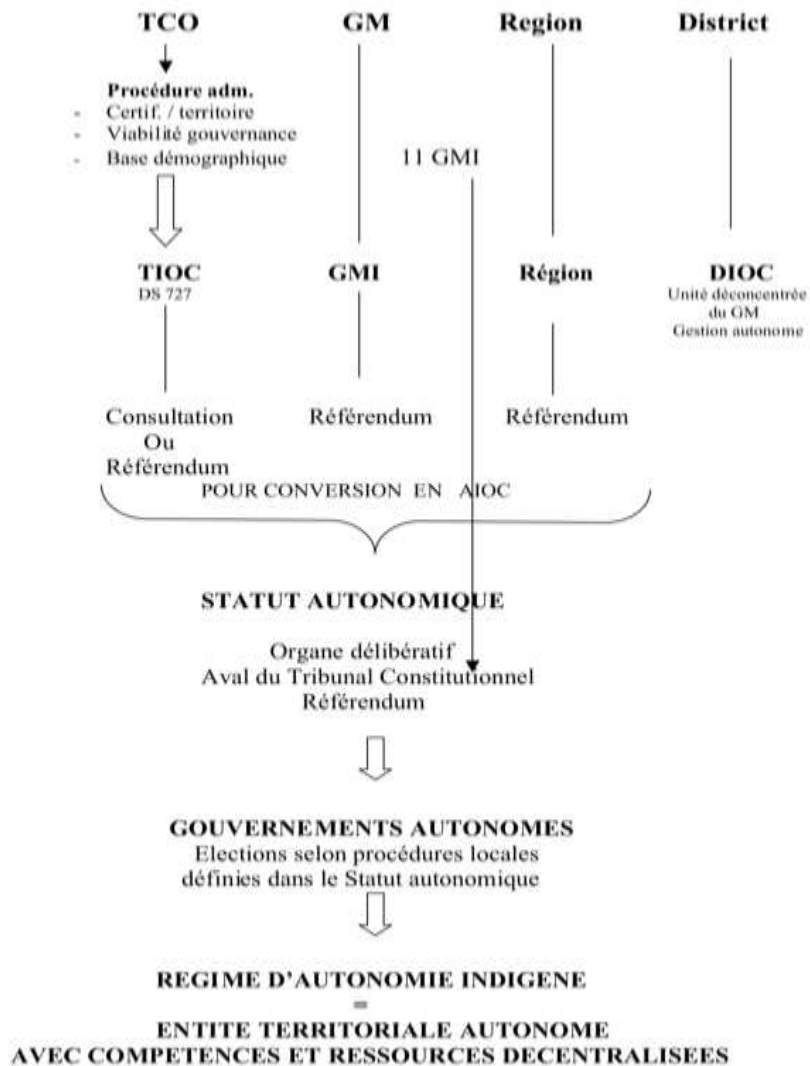 TCO GM Region District
Procédure adm.
- Certif. / territoire
- Viabilité gouvernance
- Base démographique
11 GMI
TIOC GMI Région DIOC
DS 727
Unité déconcentrée
du GM
Gestion autonome
Consultation
Ou
Référendum
Référendum
Référendum
POUR CONVERSION EN AIOC
STATUT AUTONOMIQUE
Organe délibératif
Aval du Tribunal Constitutionnel
Référendum
GOUVERNEMENTS AUTONOMES
Elections selon procédures locales
définies dans le Statut autonomique
REGIME D'AUTONOMIE INDIGENE
=
ENTITE TERRITORIALE AUTONOME
AVEC COMPETENCES ET RESSOURCES DECENTRALISEES